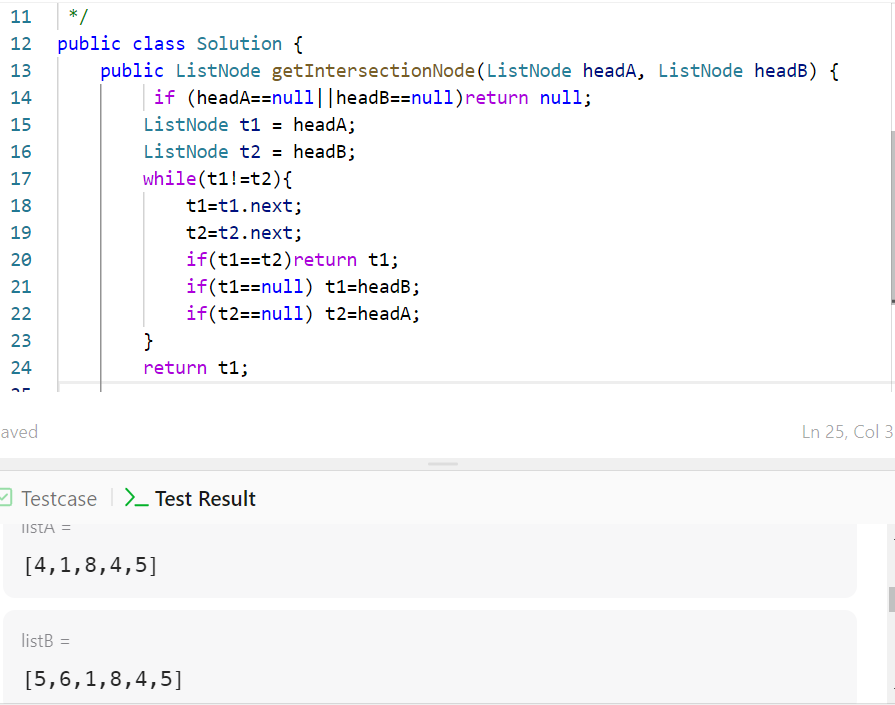 11 */
12 public class Solution {
13 public ListNode getIntersectionNode(ListNode headA, ListNode headB) {
14 if (headA==null||headB==null)return null;
15 ListNode t1 = headA;
16 ListNode t2 = headB;
17 while(t1!=t2){
18 t1=t1.next;
19 t2=t2.next;
20 if(t1==t2)return t1;
21 if(t1==null) t1=headB;
22 if(t2==null) t2=headA;
23 }
24 return t1;
25
aved Ln 25, Col 3
Testcase >_ Test Result
listA =
[4,1,8,4,5]
listB =
[5,6,1,8,4,5]